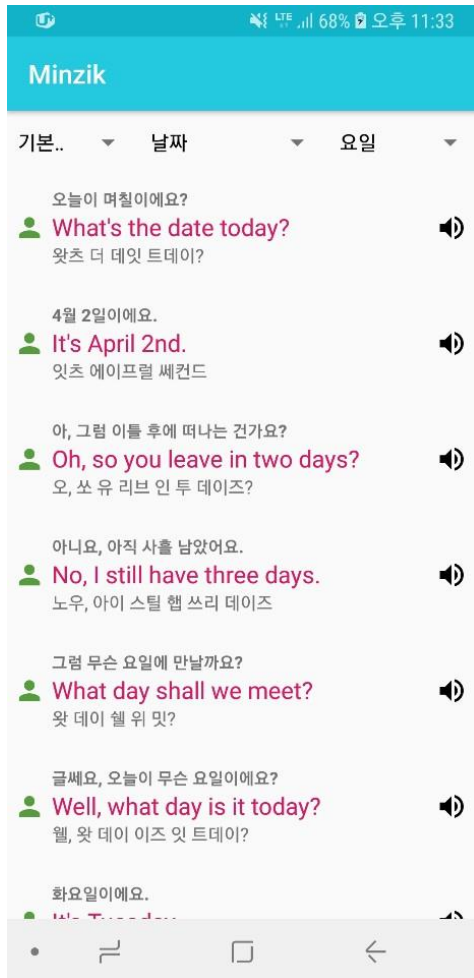 LTE 68% 오후 11:33
Minzik
기본.. 날짜 요일
오늘이 며칠이에요?
What's the date today?
왓츠 더 데잇 트데이?
4월 2일이에요.
It's April 2nd.
잇츠 에이프럴 쎄컨드
아, 그럼 이틀 후에 떠나는 건가요?
Oh, so you leave in two days?
오, 쏘 유 리브 인 투 데이즈?
아니요, 아직 사흘 남았어요.
No, I still have three days.
노우, 아이 스틸 햅 쓰리 데이즈
그럼 무슨 요일에 만날까요?
What day shall we meet?
왓 데이 쉘 위 밋?
글쎄요, 오늘이 무슨 요일이에요?
Well, what day is it today?
웰, 왓 데이 이즈 잇 트데이?
화요일이에요.
It's Tuesday.